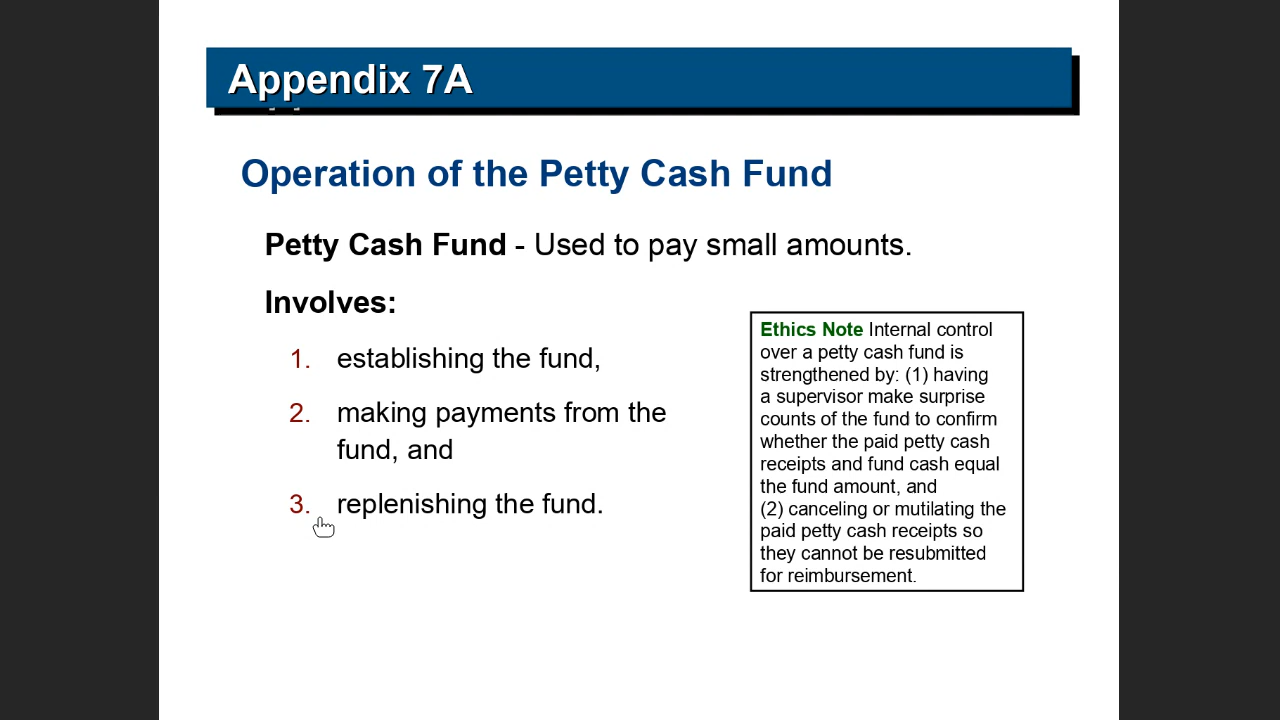 Appendix 7A
Operation of the Petty Cash Fund
Petty Cash Fund - Used to pay small amounts.
Involves:
1. establishing the fund,
2. making payments from the
fund, and
3. replenishing the fund.
Ethics Note Internal control
over a petty cash fund is
strengthened by: (1) having
a supervisor make surprise
counts of the fund to confirm
whether the paid petty cash
receipts and fund cash equal
the fund amount, and
(2) canceling or mutilating the
paid petty cash receipts so
they cannot be resubmitted
for reimbursement.